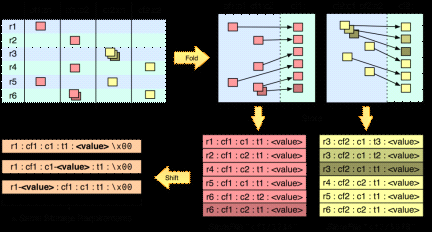 r1
r2
r3
r4
r5
r6
Fold
r1 : cf1 : c1 : t1 : <value> : \x00
r1 : cf1 : c1-<value> : t1 : \x00
r1-<value> : cf1 : c1 : t1 : \x00
Shift
r1 : cf1 : c1 : t1 : <value>
r2 : cf1 : c2 : t1 : <value>
r4 : cf1 : c2 : t1 : <value>
r5 : cf1 : c1 : t1 : <value>
r6 : cf1 : c2 : t2 : <value>
r6 : cf1 : c2 : t1 : <value>
r3 : cf2 : c1 : t3 : <value>
r3 : cf2 : c1 : t2 : <value>
r3 : cf2 : c1 : t1 : <value>
r4 : cf2 : c2 : t1 : <value>
r5 : cf2 : c1 : t1 : <value>
r6 : cf2 : c2 : t1 : <value>